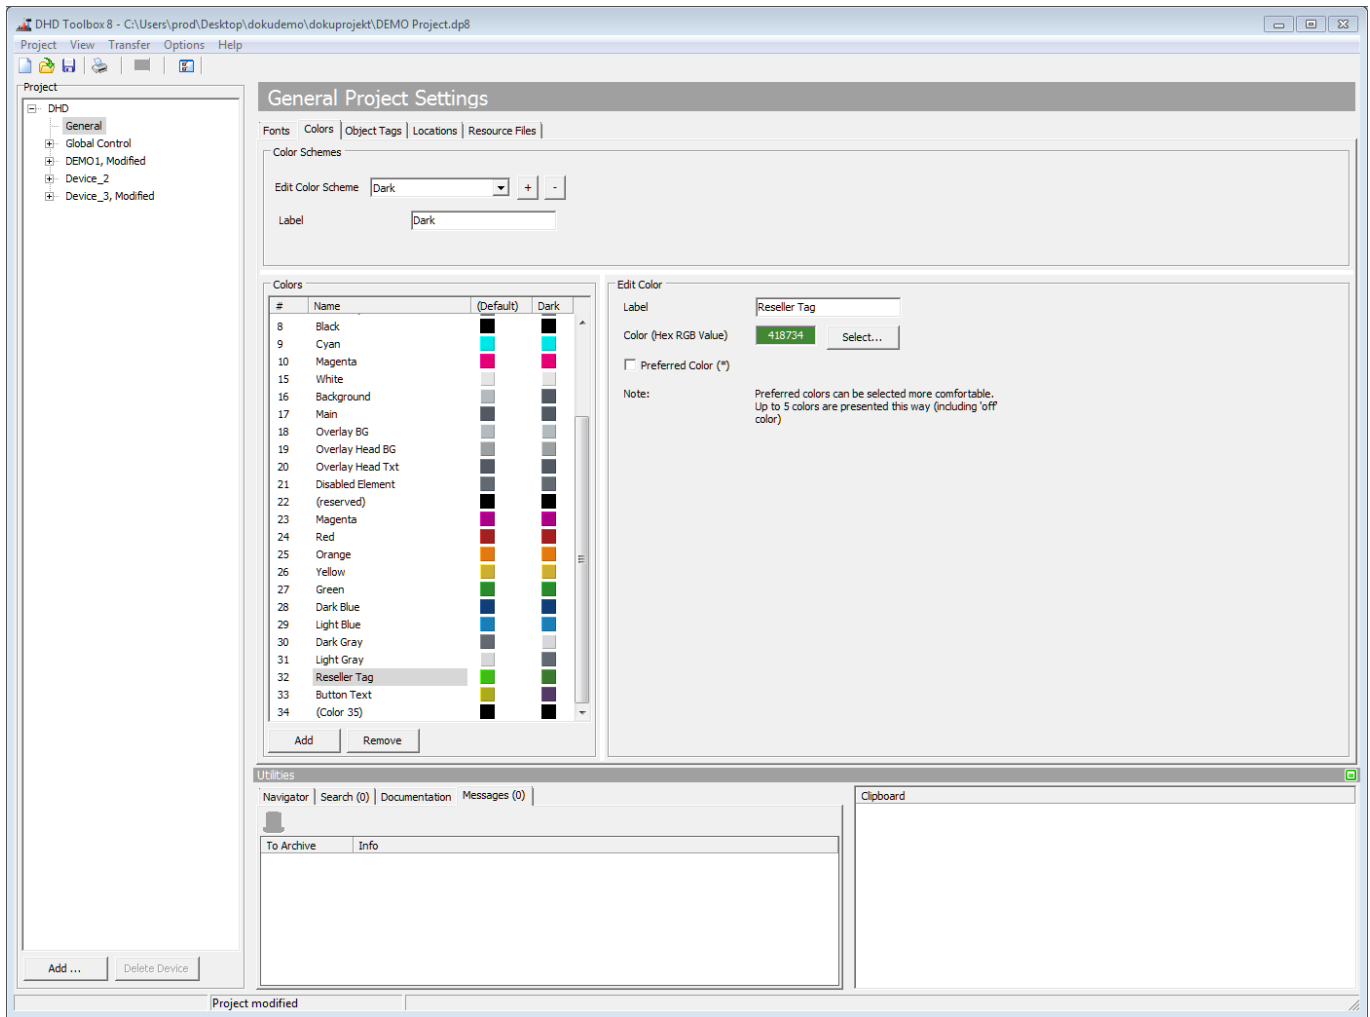 DHD Toolbox 8 - C:\Users\prod\Desktop\dokudemo\dokuprojekt\DEMO Project.dp8
Project View Transfer Options Help
Project
DHD
General
Global Control
DEMO1, Modified
Device_2
Device_3, Modified
Add ...
Delete Device
General Project Settings
Fonts Colors Object Tags Locations Resource Files
Color Schemes
Edit Color Scheme Dark + -
Label Dark
Colors
# Name (Default) Dark
8 Black
9 Cyan
10 Magenta
15 White
16 Background
17 Main
18 Overlay BG
19 Overlay Head BG
20 Overlay Head Txt
21 Disabled Element
22 (reserved)
23 Magenta
24 Red
25 Orange
26 Yellow
27 Green
28 Dark Blue
29 Light Blue
30 Dark Gray
31 Light Gray
32 Reseller Tag
33 Button Text
34 (Color 35)
Add Remove
Edit Color
Label Reseller Tag
Color (Hex RGB Value) 418734 Select...
Preferred Color (*)
Note: Preferred colors can be selected more comfortable.
Up to 5 colors are presented this way (including 'off'
color)
Utilities
Navigator Search (0) Documentation Messages (0)
To Archive Info
Clipboard
Project modified